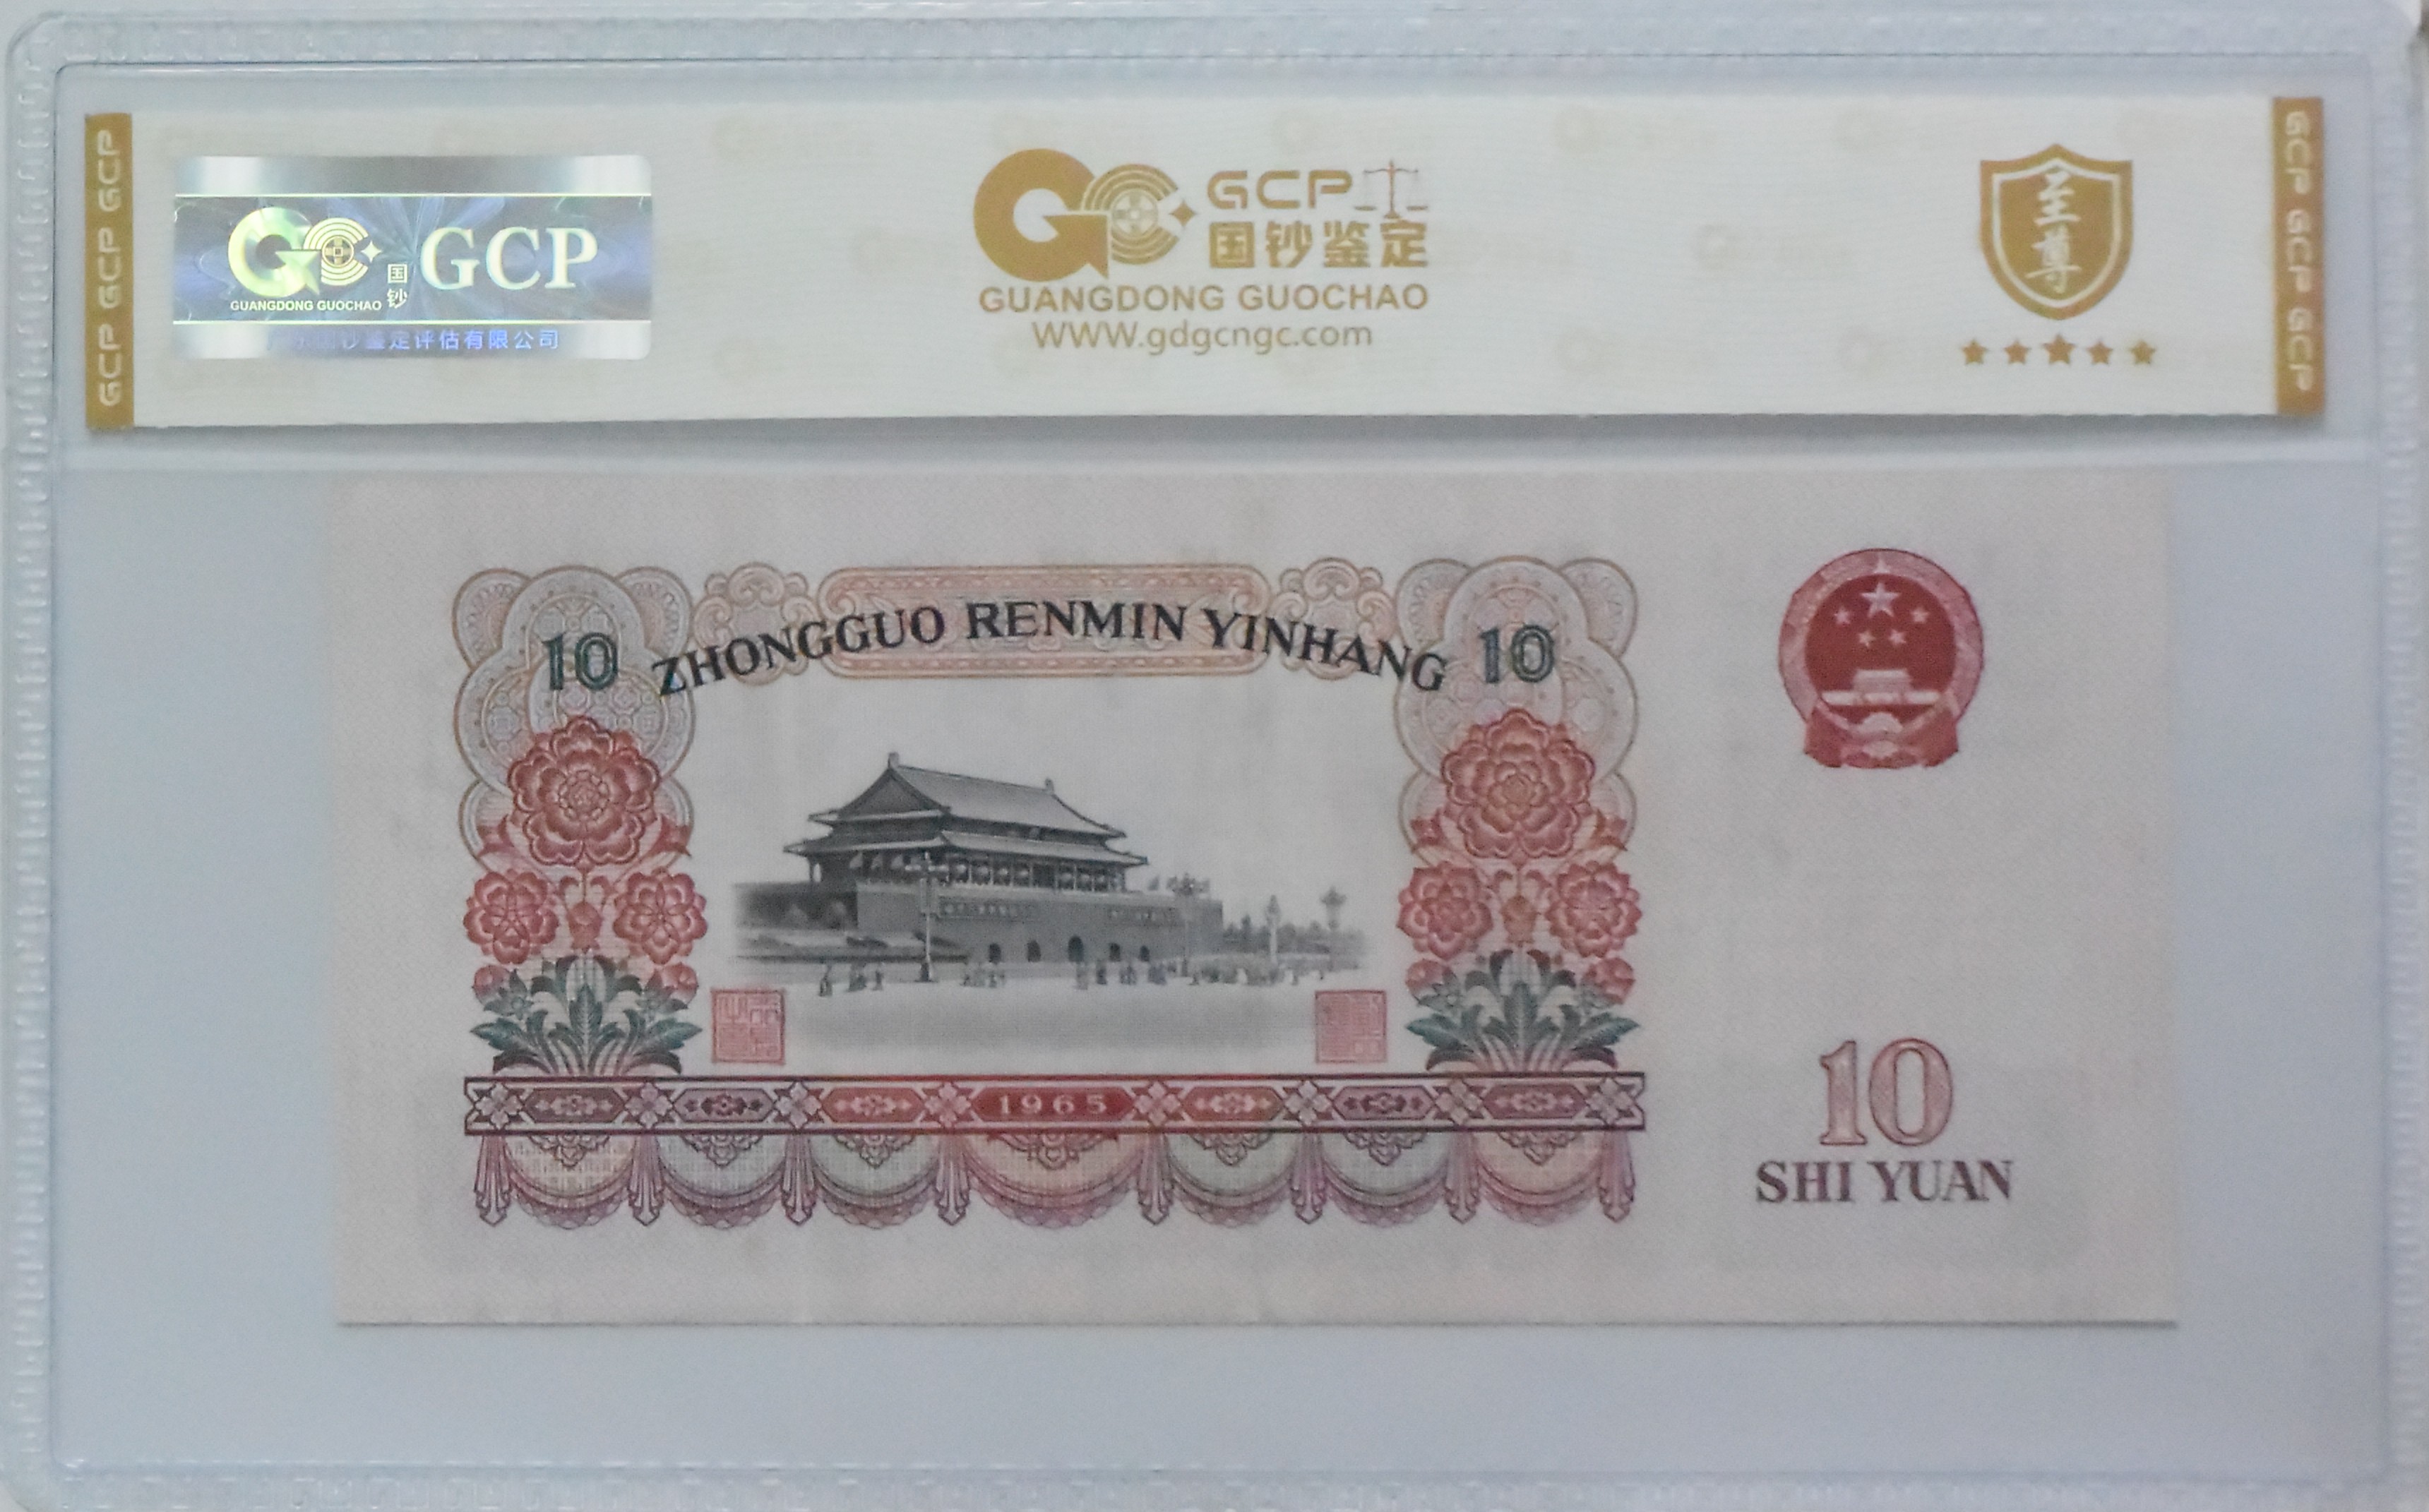 GCP GCP GCP
国钞
GCP
GUANGDONG GUOCHAO
钞鉴定评估有限公司
GCP
国钞鉴定
GUANGDONG GUOCHAO
WWW.gdgcngc.com
至尊
GCP GCP GCP
10 ZHONGGUO RENMIN YINHANG 10
1965
10
SHI YUAN